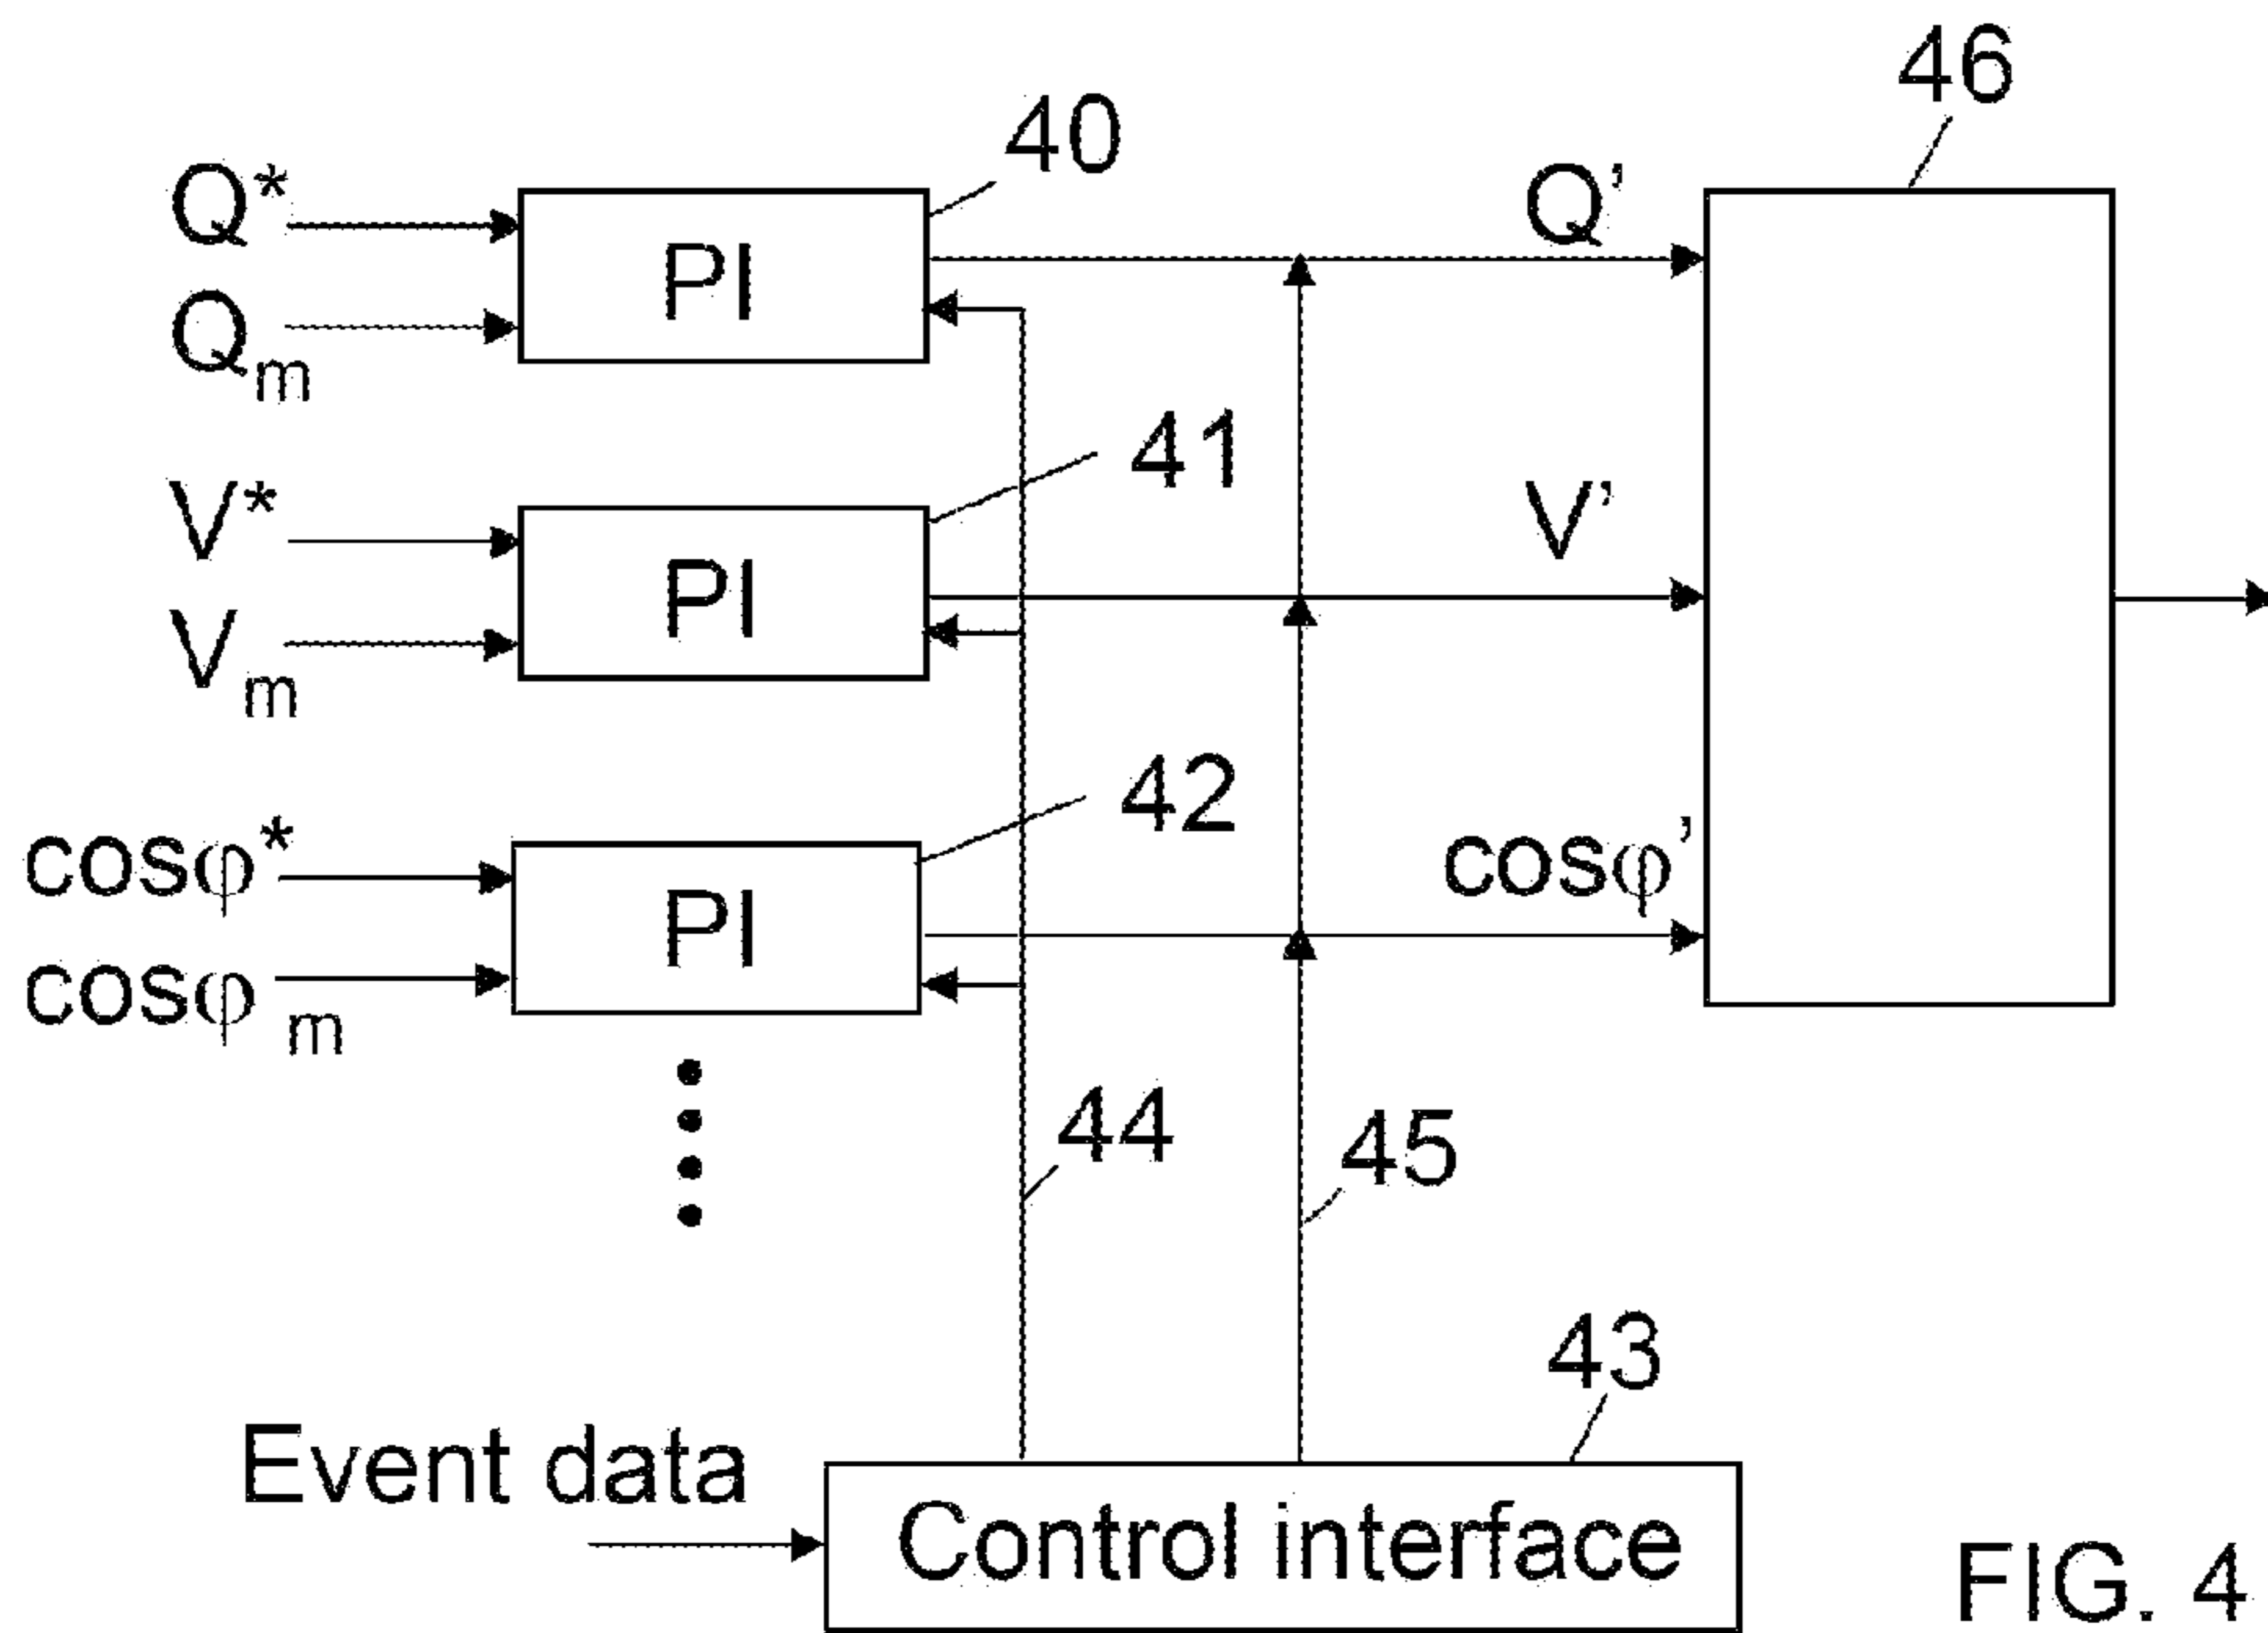 46
40
Q*
Q'
PI
Qm
41
V*
V'
PI
Vm
42
cosφ*
cosφ'
PI
cosφm
44
45
43
Event data
Control interface
FIG. 4